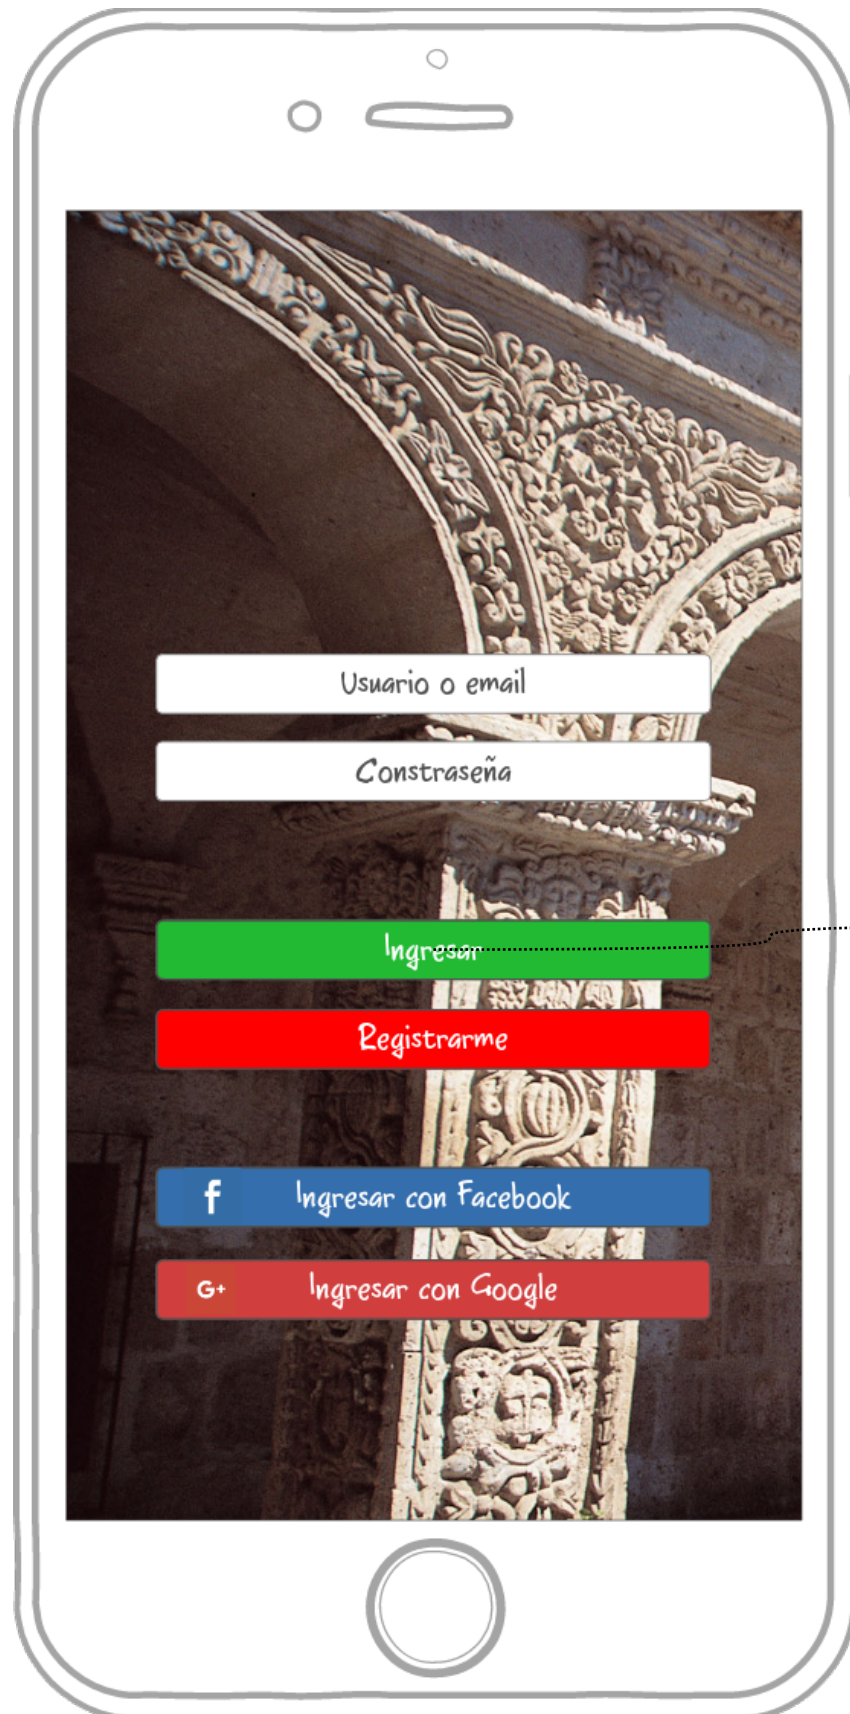 Usuario o email
Constraseña
Ingresar
Registrarme
f Ingresar con Facebook
G+ Ingresar con Google